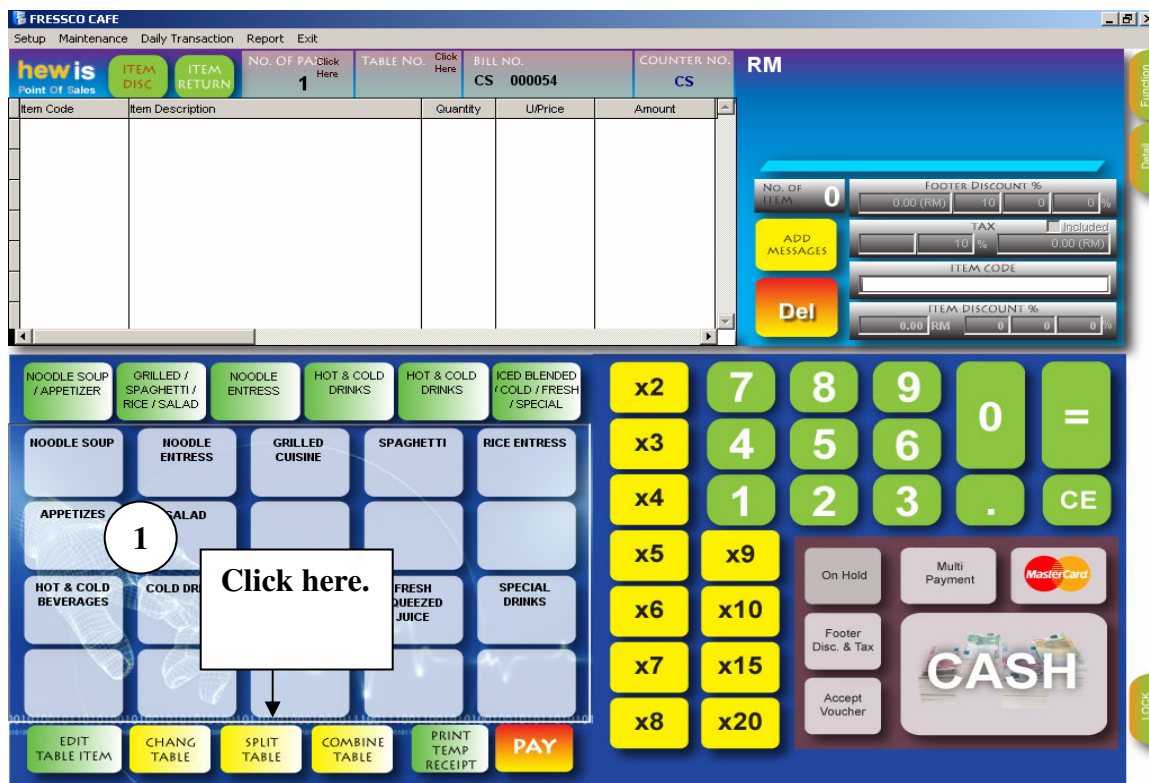 FRESSCO CAFE
Setup Maintenance Daily Transaction Report Exit
hewis
Point Of Sales
ITEM
DISC
ITEM
RETURN
NO. OF PAX
Click
Here
1
TABLE NO.
Click
Here
BILL NO.
CS 000054
COUNTER NO.
CS
RM
Function
Detail
Item Code Item Description Quantity U/Price Amount
NO. OF
ITEM
0
FOOTER DISCOUNT %
0.00 (RM) 10 0 0 %
ADD
MESSAGES
TAX
Included
10 % 0.00 (RM)
ITEM CODE
Del
ITEM DISCOUNT %
0.00 RM 0 0 0 %
NOODLE SOUP
/ APPETIZER
GRILLED /
SPAGHETTI /
RICE / SALAD
NOODLE
ENTRESS
HOT & COLD
DRINKS
HOT & COLD
DRINKS
ICED BLENDED
/ COLD / FRESH
/ SPECIAL
NOODLE SOUP
NOODLE
ENTRESS
GRILLED
CUISINE
SPAGHETTI
RICE ENTRESS
APPETIZES
SALAD
1
Click here.
HOT & COLD
BEVERAGES
COLD DR
FRESH
QUEEZED
JUICE
SPECIAL
DRINKS
EDIT
TABLE ITEM
CHANG
TABLE
SPLIT
TABLE
COMBINE
TABLE
PRINT
TEMP
RECEIPT
PAY
x2
x3
x4
x5
x6
x7
x8
x9
x10
x15
x20
7 8 9 0 =
4 5 6
1 2 3 . CE
On Hold
Multi
Payment
MasterCard
Footer
Disc. & Tax
CASH
Accept
Voucher
LOCK